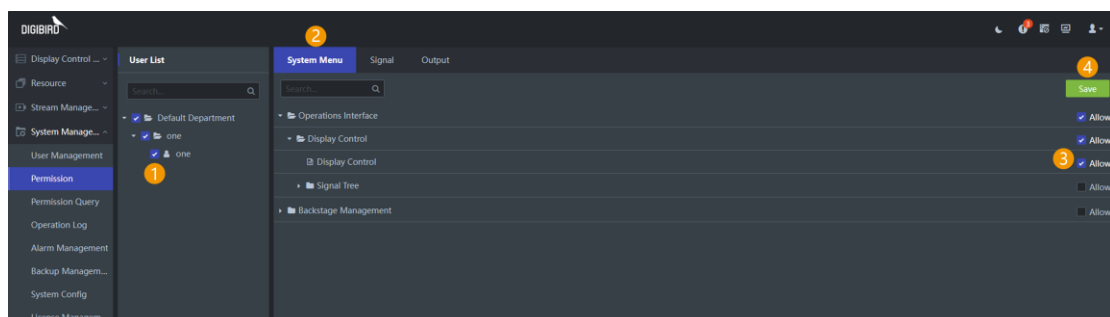 DIGIBIRD
3
2
Display Control ...
User List
System Menu
Signal
Output
4
Resource
Search...
Search...
Save
Stream Manage...
Default Department
Operations Interface
Allow
System Manage...
one
Display Control
Allow
User Management
one
Display Control
3
Allow
1
Permission
Signal Tree
Allow
Permission Query
Backstage Management
Allow
Operation Log
Alarm Management
Backup Managem...
System Config